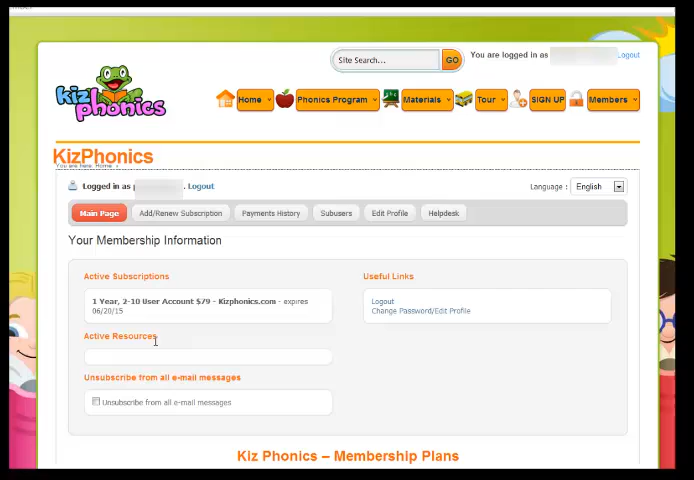 Site Search...
GO
You are logged in as
Logout
kiz phonics
Home
Phonics Program
Materials
Tour
SIGN UP
Members
KizPhonics
You are here: Home »
Logged in as
. Logout
Language :
English
Main Page
Add/Renew Subscription
Payments History
Subusers
Edit Profile
Helpdesk
Your Membership Information
Active Subscriptions
Useful Links
1 Year, 2-10 User Account $79 - Kizphonics.com - expires
06/20/15
Logout
Change Password/Edit Profile
Active Resources
Unsubscribe from all e-mail messages
Unsubscribe from all e-mail messages
Kiz Phonics – Membership Plans